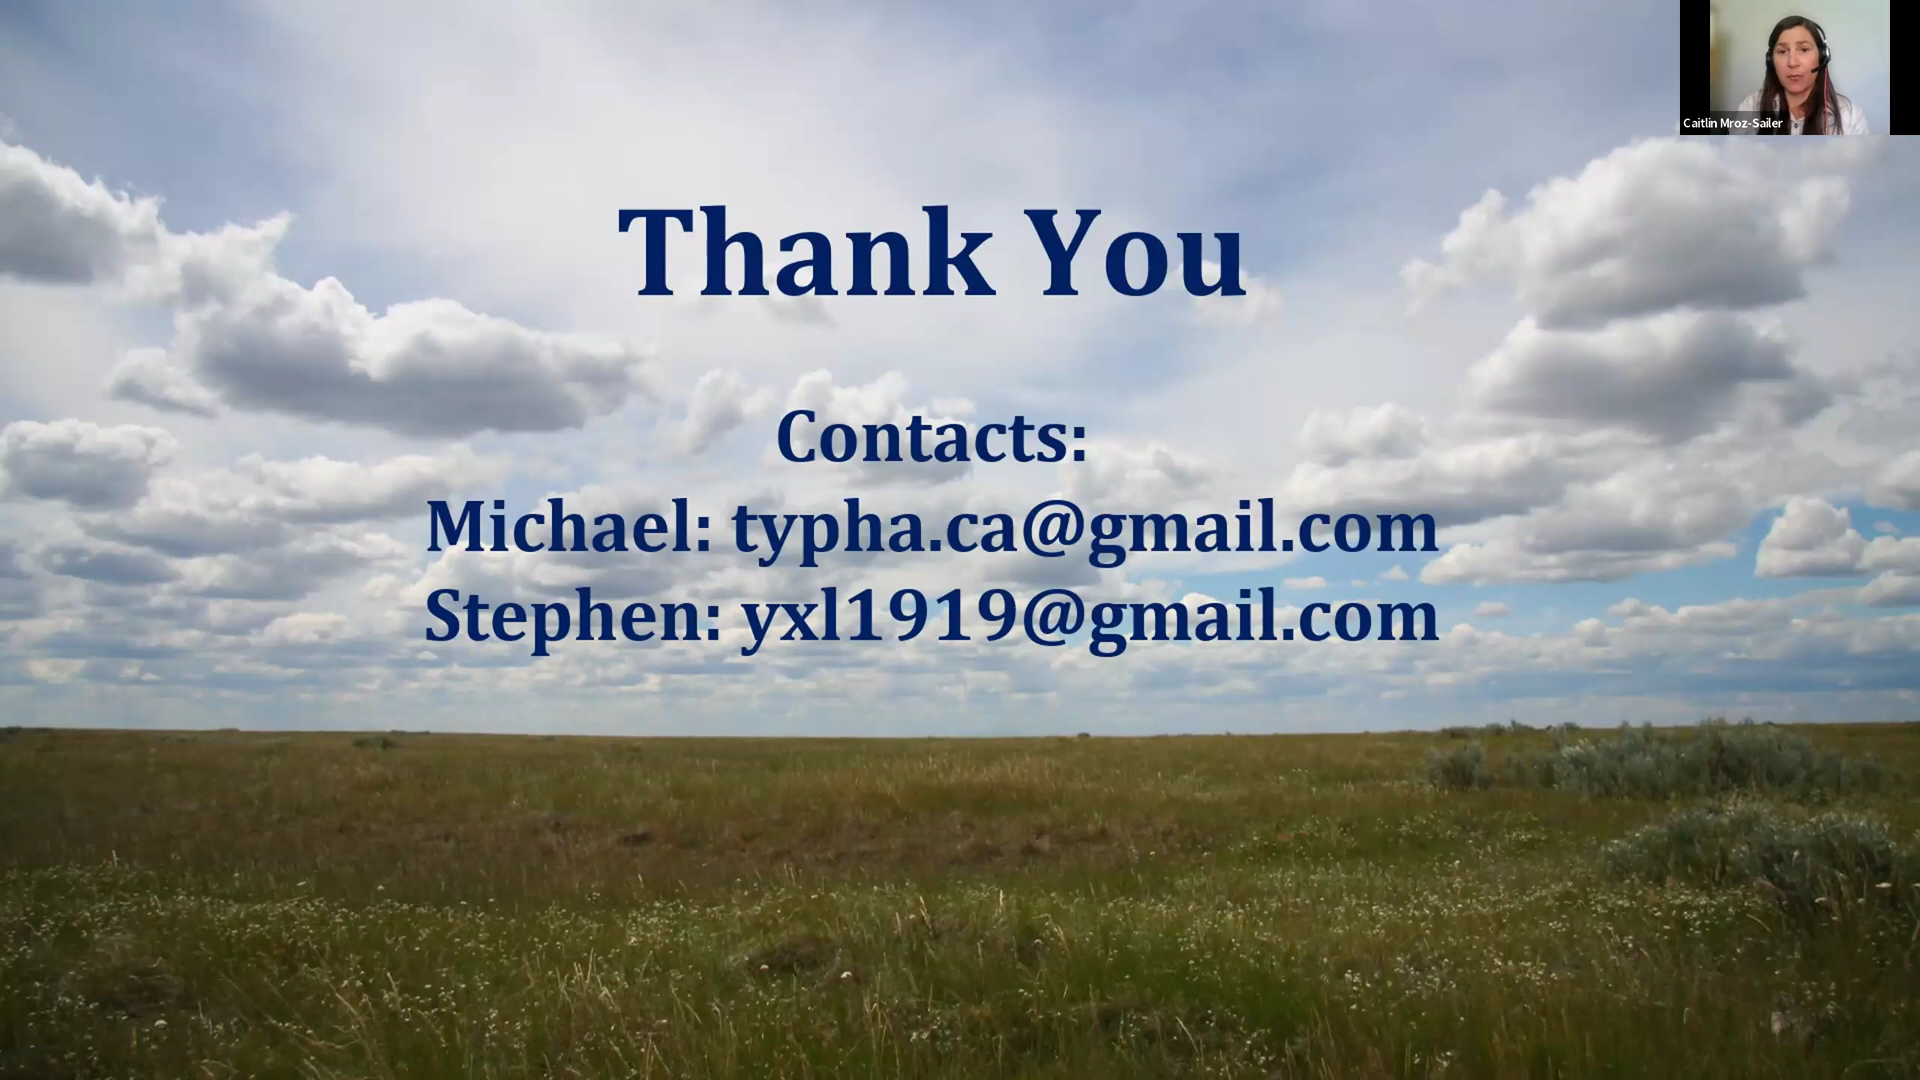 Caitlin Mroz-Sailer
Thank You
Contacts:
Michael: typha.ca@gmail.com
Stephen: yxl1919@gmail.com